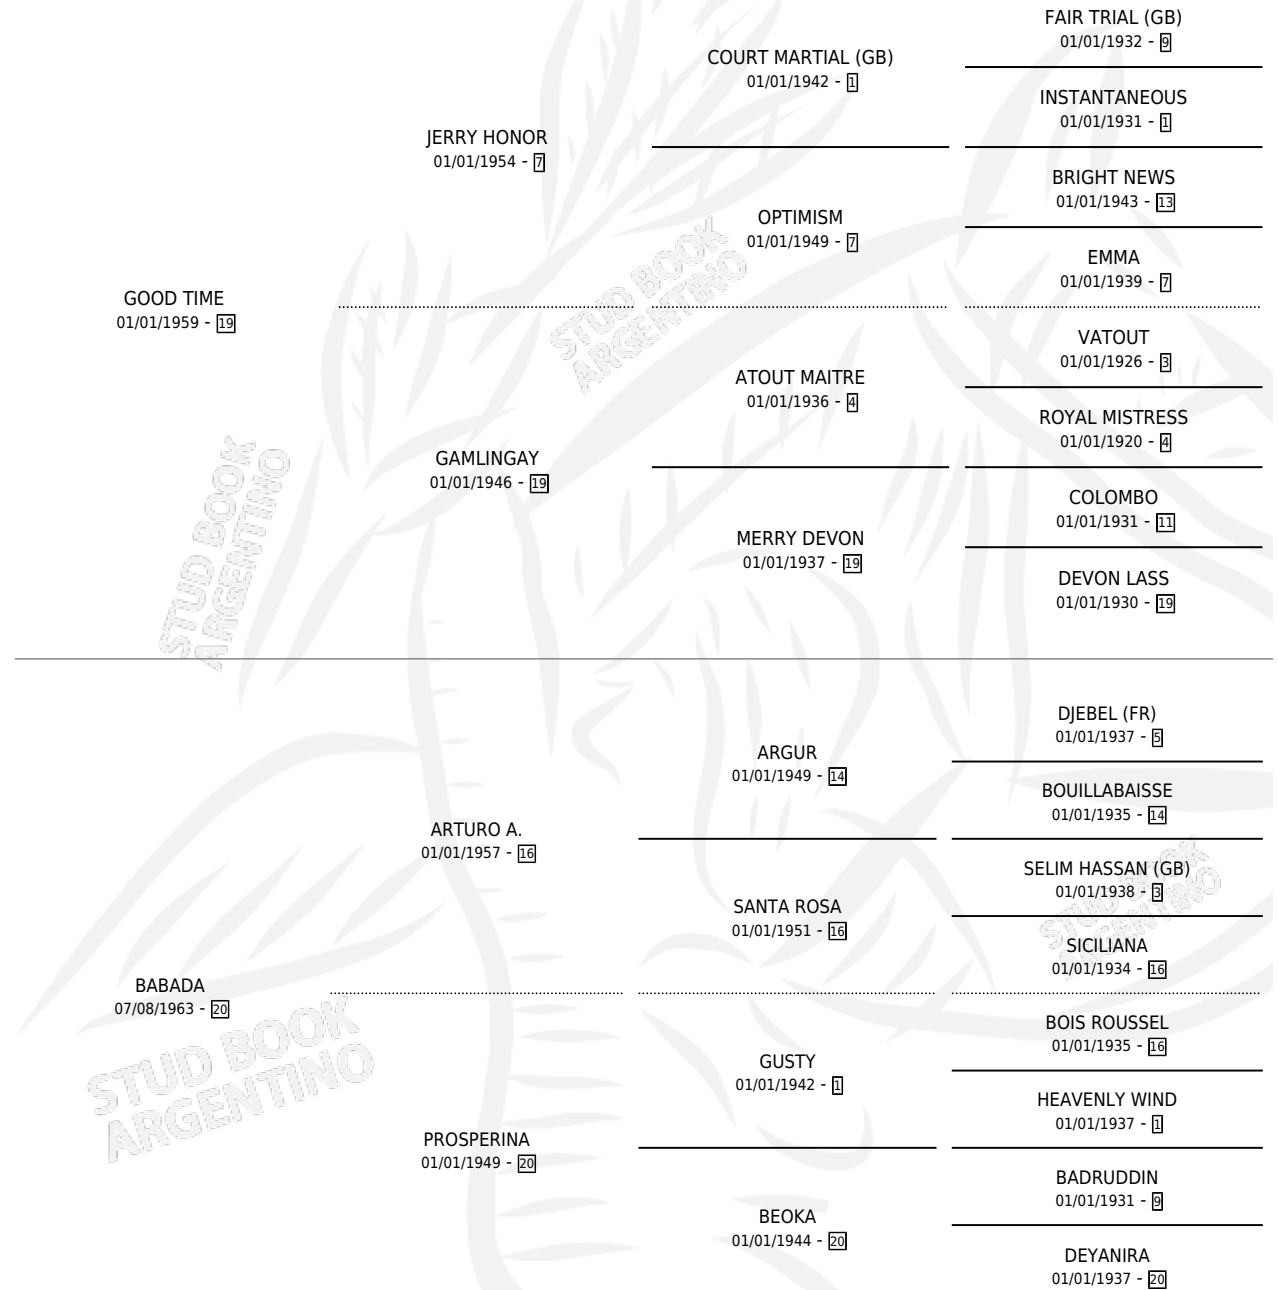 FAIR TRIAL (GB)
01/01/1932 - 9
COURT MARTIAL (GB)
01/01/1942 - 1
INSTANTANEOUS
01/01/1931 - 1
JERRY HONOR
01/01/1954 - 7
BRIGHT NEWS
01/01/1943 - 13
OPTIMISM
01/01/1949 - 7
EMMA
01/01/1939 - 7
GOOD TIME
01/01/1959 - 19
VATOUT
01/01/1926 - 3
ATOUT MAITRE
01/01/1936 - 4
ROYAL MISTRESS
01/01/1920 - 4
GAMLINGAY
01/01/1946 - 19
COLOMBO
01/01/1931 - 11
MERRY DEVON
01/01/1937 - 19
DEVON LASS
01/01/1930 - 19
STUD BOOK
ARGENTINO
STUD BOOK
ARGENTINO
DJEBEL (FR)
01/01/1937 - 5
ARGUR
01/01/1949 - 14
BOUILLABAISSE
01/01/1935 - 14
ARTURO A.
01/01/1957 - 16
SELIM HASSAN (GB)
01/01/1938 - 3
SANTA ROSA
01/01/1951 - 16
SICILIANA
01/01/1934 - 16
STUD BOOK
ARGENTINO
BABADA
07/08/1963 - 20
BOIS ROUSSEL
01/01/1935 - 16
GUSTY
01/01/1942 - 1
HEAVENLY WIND
01/01/1937 - 1
STUD BOOK
ARGENTINO
PROSPERINA
01/01/1949 - 20
BADRUDDIN
01/01/1931 - 9
BEOKA
01/01/1944 - 20
DEYANIRA
01/01/1937 - 20